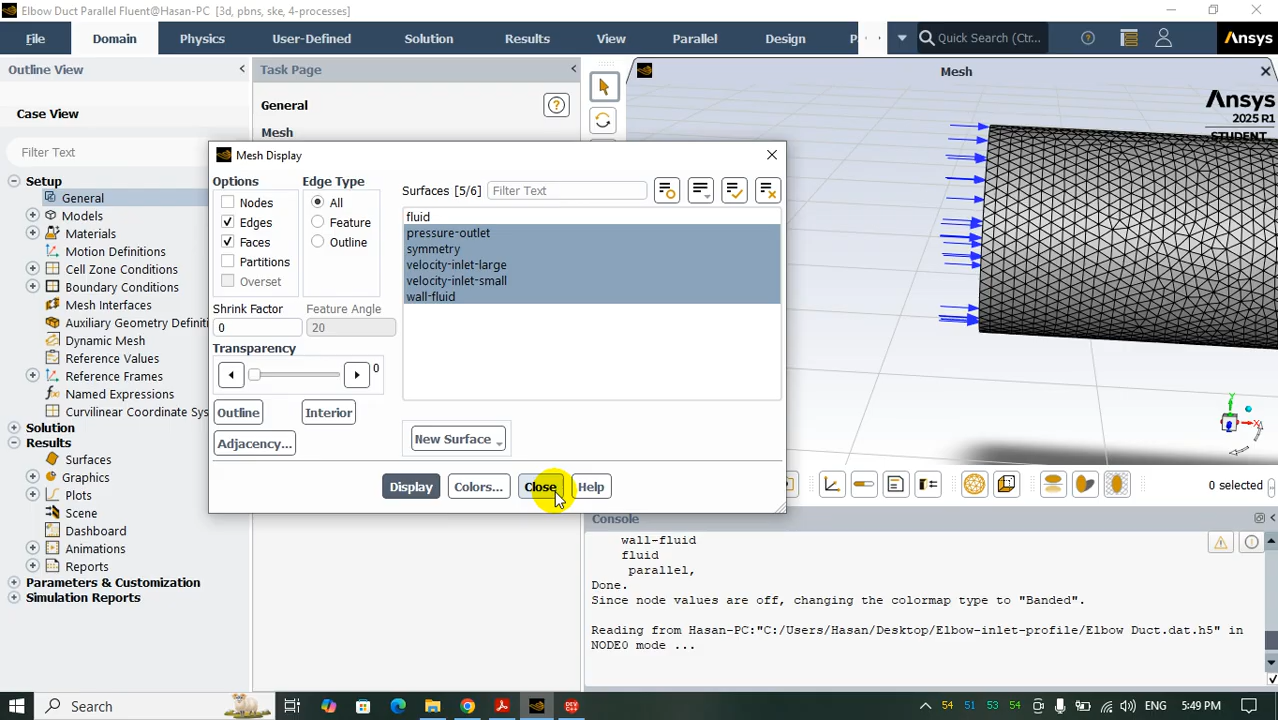 Elbow Duct Parallel Fluent@Hasan-PC [3d, pbns, ske, 4-processes]
File Domain Physics User-Defined Solution Results View Parallel Design Quick Search (Ctr... Ansys
Outline View
Task Page
Mesh
Case View
General
Mesh
Filter Text
Ansys
2025 R1
STUDENT
Setup
General
Models
Materials
Motion Definitions
Cell Zone Conditions
Boundary Conditions
Mesh Interfaces
Auxiliary Geometry Definiti
Dynamic Mesh
Reference Values
Reference Frames
Named Expressions
Curvilinear Coordinate Sys
Solution
Results
Surfaces
Graphics
Plots
Scene
Dashboard
Animations
Reports
Parameters & Customization
Simulation Reports
Mesh Display
Options
Nodes
Edges
Faces
Partitions
Overset
Edge Type
All
Feature
Outline
Shrink Factor
0
Feature Angle
20
Transparency
0
Outline
Interior
Adjacency...
Surfaces [5/6]
Filter Text
fluid
pressure-outlet
symmetry
velocity-inlet-large
velocity-inlet-small
wall-fluid
New Surface
Display
Colors...
Close
Help
Y
X
0 selected
Console
wall-fluid
fluid
parallel,
Done.
Since node values are off, changing the colormap type to "Banded".
Reading from Hasan-PC:"C:/Users/Hasan/Desktop/Elbow-inlet-profile/Elbow Duct.dat.h5" in
NODE0 mode ...
Search
DEV
C++
54 51 53 54
ENG
5:49 PM